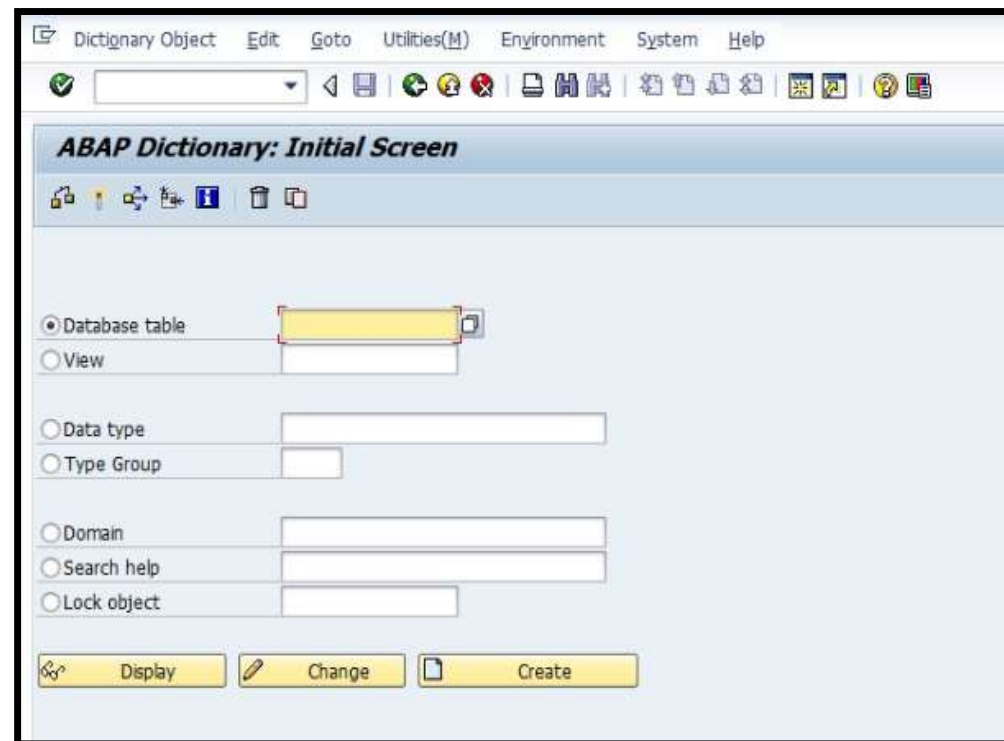 Dictionary Object Edit Goto Utilities(M) Environment System Help
ABAP Dictionary: Initial Screen
Database table
View
Data type
Type Group
Domain
Search help
Lock object
Display Change Create